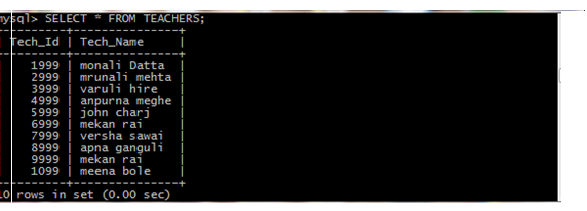 mysql> SELECT * FROM TEACHERS;
Tech_Id | Tech_Name |
1999 | monali Datta |
2999 | mrunali mehta |
3999 | varuli hire |
4999 | anpurna meghe |
5999 | john charj |
6999 | mekan rai |
7999 | versha sawai |
8999 | apna ganguli |
9999 | mekan rai |
1099 | meena bole |
10 rows in set (0.00 sec)